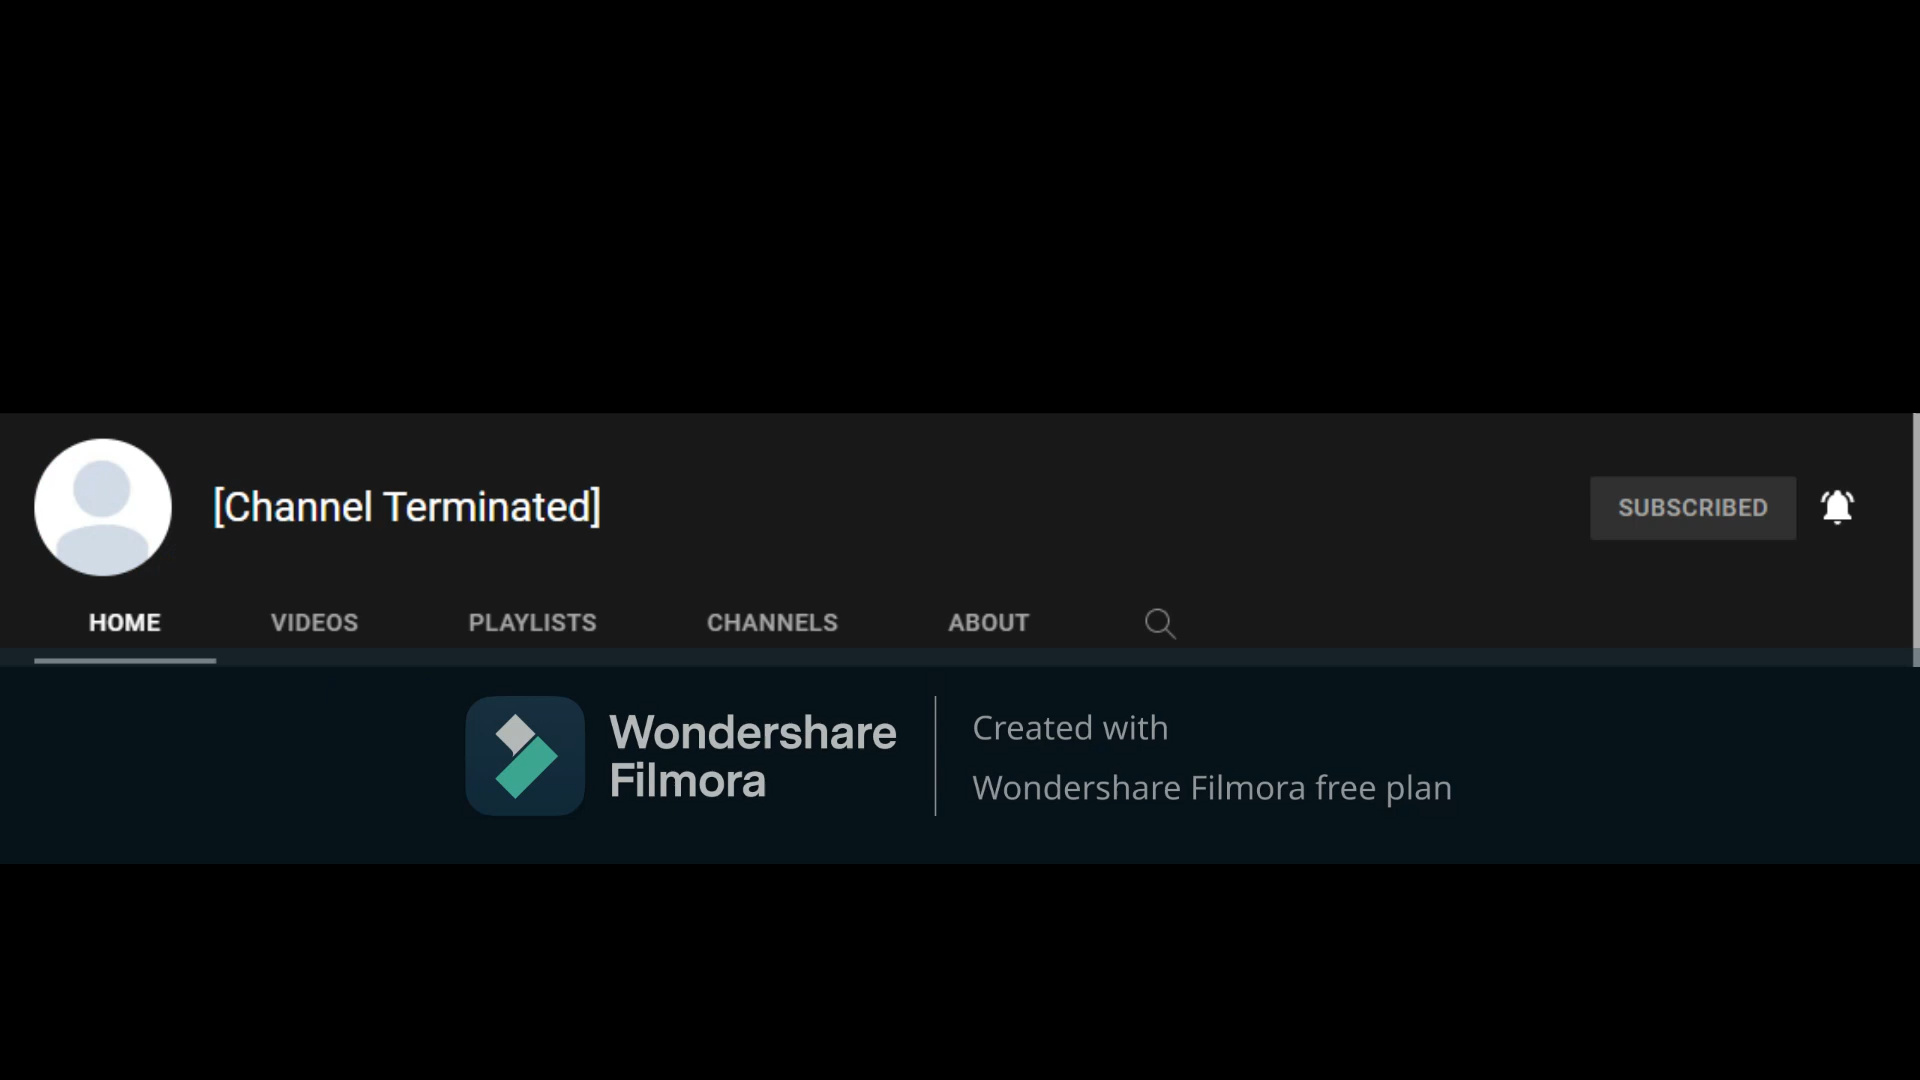 [Channel Terminated]
SUBSCRIBED
HOME VIDEOS PLAYLISTS CHANNELS ABOUT
Wondershare
Filmora
Created with
Wondershare Filmora free plan